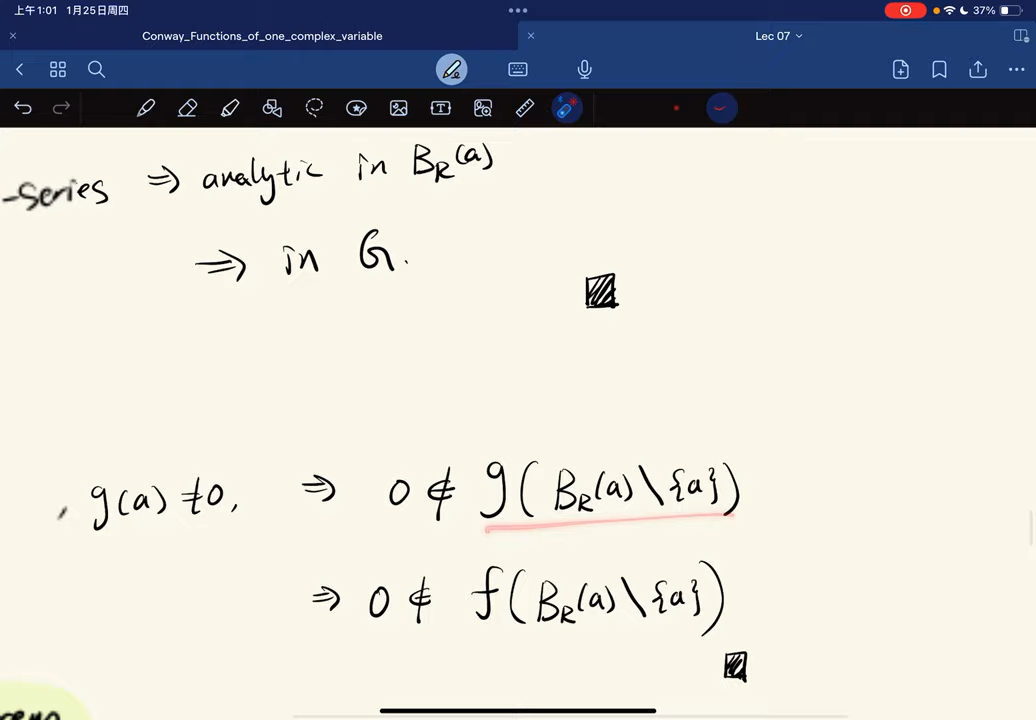 上午1:01 1月25日周四
37%
Conway_Functions_of_one_complex_variable
Lec 07
-series ⇒ analytic in B_R(a)
⇒ in G.
g(a) ≠ 0, ⇒ 0 ∉ g(B_R(a)\{a})
⇒ 0 ∉ f(B_R(a)\{a})